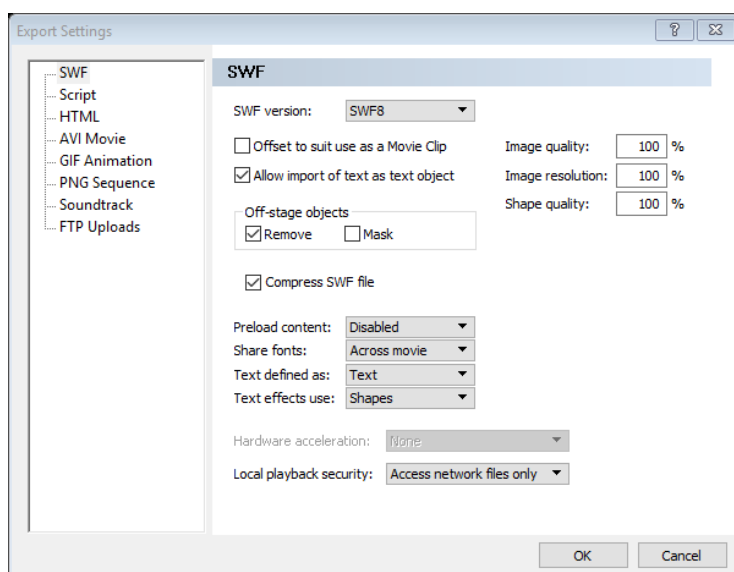 Export Settings
SWF
Script
HTML
AVI Movie
GIF Animation
PNG Sequence
Soundtrack
FTP Uploads
SWF
SWF version: SWF8
Offset to suit use as a Movie Clip
Image quality: 100 %
Allow import of text as text object
Image resolution: 100 %
Shape quality: 100 %
Off-stage objects
Remove Mask
Compress SWF file
Preload content: Disabled
Share fonts: Across movie
Text defined as: Text
Text effects use: Shapes
Hardware acceleration: None
Local playback security: Access network files only
OK Cancel